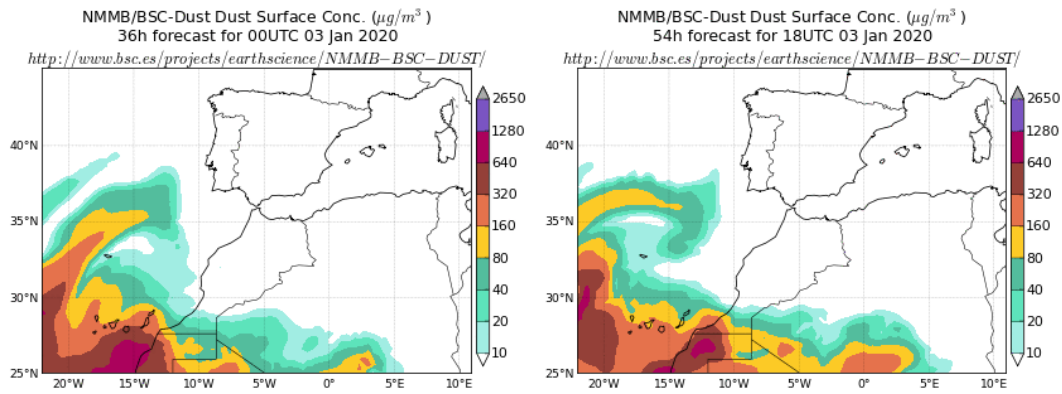 NMMB/BSC-Dust Dust Surface Conc. (μg/m³ )
36h forecast for 00UTC 03 Jan 2020
http://www.bsc.es/projects/earthscience/NMMB−BSC−DUST/
40°N
35°N
30°N
25°N
20°W
15°W
10°W
5°W
0°
5°E
10°E
2650
1280
640
320
160
80
40
20
10
NMMB/BSC-Dust Dust Surface Conc. (μg/m³ )
54h forecast for 18UTC 03 Jan 2020
http://www.bsc.es/projects/earthscience/NMMB−BSC−DUST/
40°N
35°N
30°N
25°N
20°W
15°W
10°W
5°W
0°
5°E
10°E
2650
1280
640
320
160
80
40
20
10